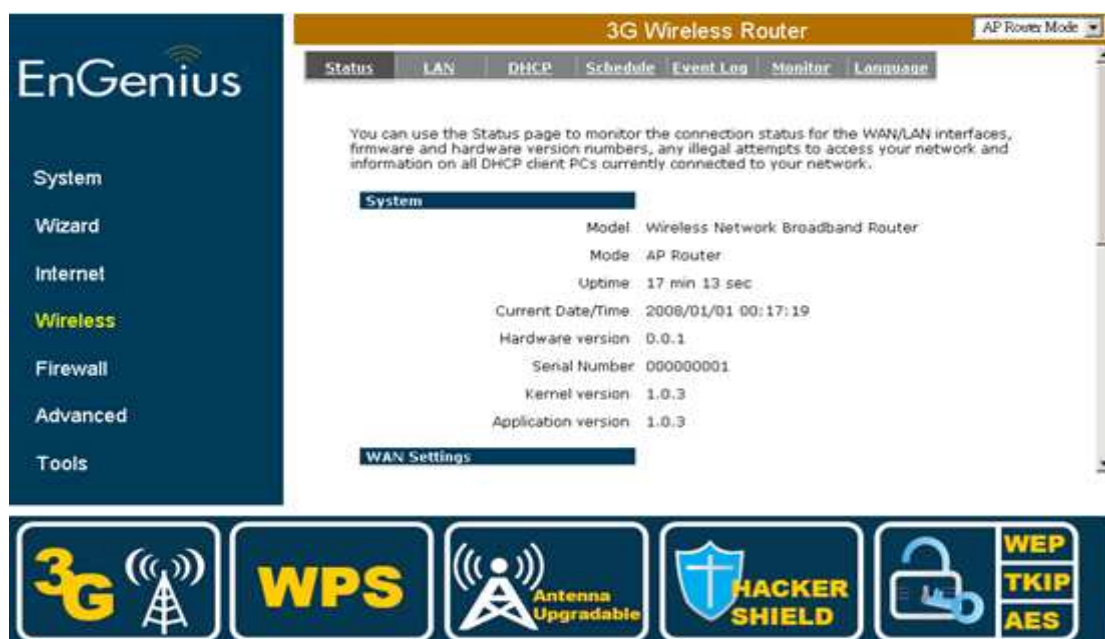 3G Wireless Router
AP Router Mode
EnGenius
Status LAN DHCP Schedule Event Log Monitor Language
You can use the Status page to monitor the connection status for the WAN/LAN interfaces,
firmware and hardware version numbers, any illegal attempts to access your network and
information on all DHCP client PCs currently connected to your network.
System
Wizard
Internet
Wireless
Firewall
Advanced
Tools
System
Model Wireless Network Broadband Router
Mode AP Router
Uptime 17 min 13 sec
Current Date/Time 2008/01/01 00:17:19
Hardware version 0.0.1
Serial Number 000000001
Kernel version 1.0.3
Application version 1.0.3
WAN Settings
3G
WPS
Antenna
Upgradable
HACKER
SHIELD
WEP
TKIP
AES